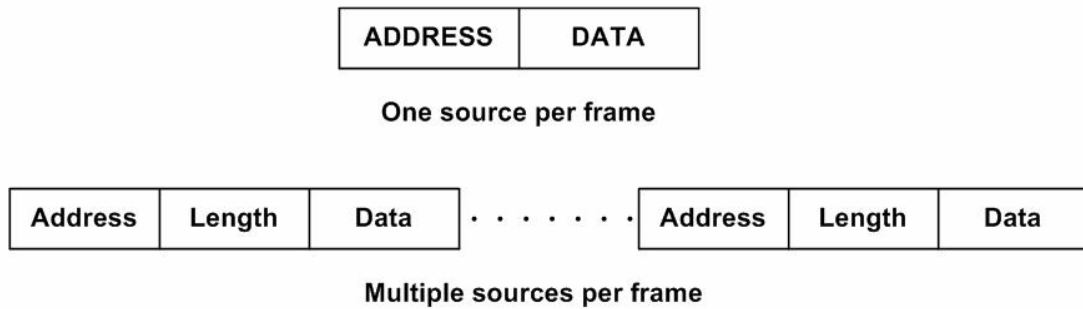 ADDRESS DATA
One source per frame
Address Length Data . . . . . . . Address Length Data
Multiple sources per frame